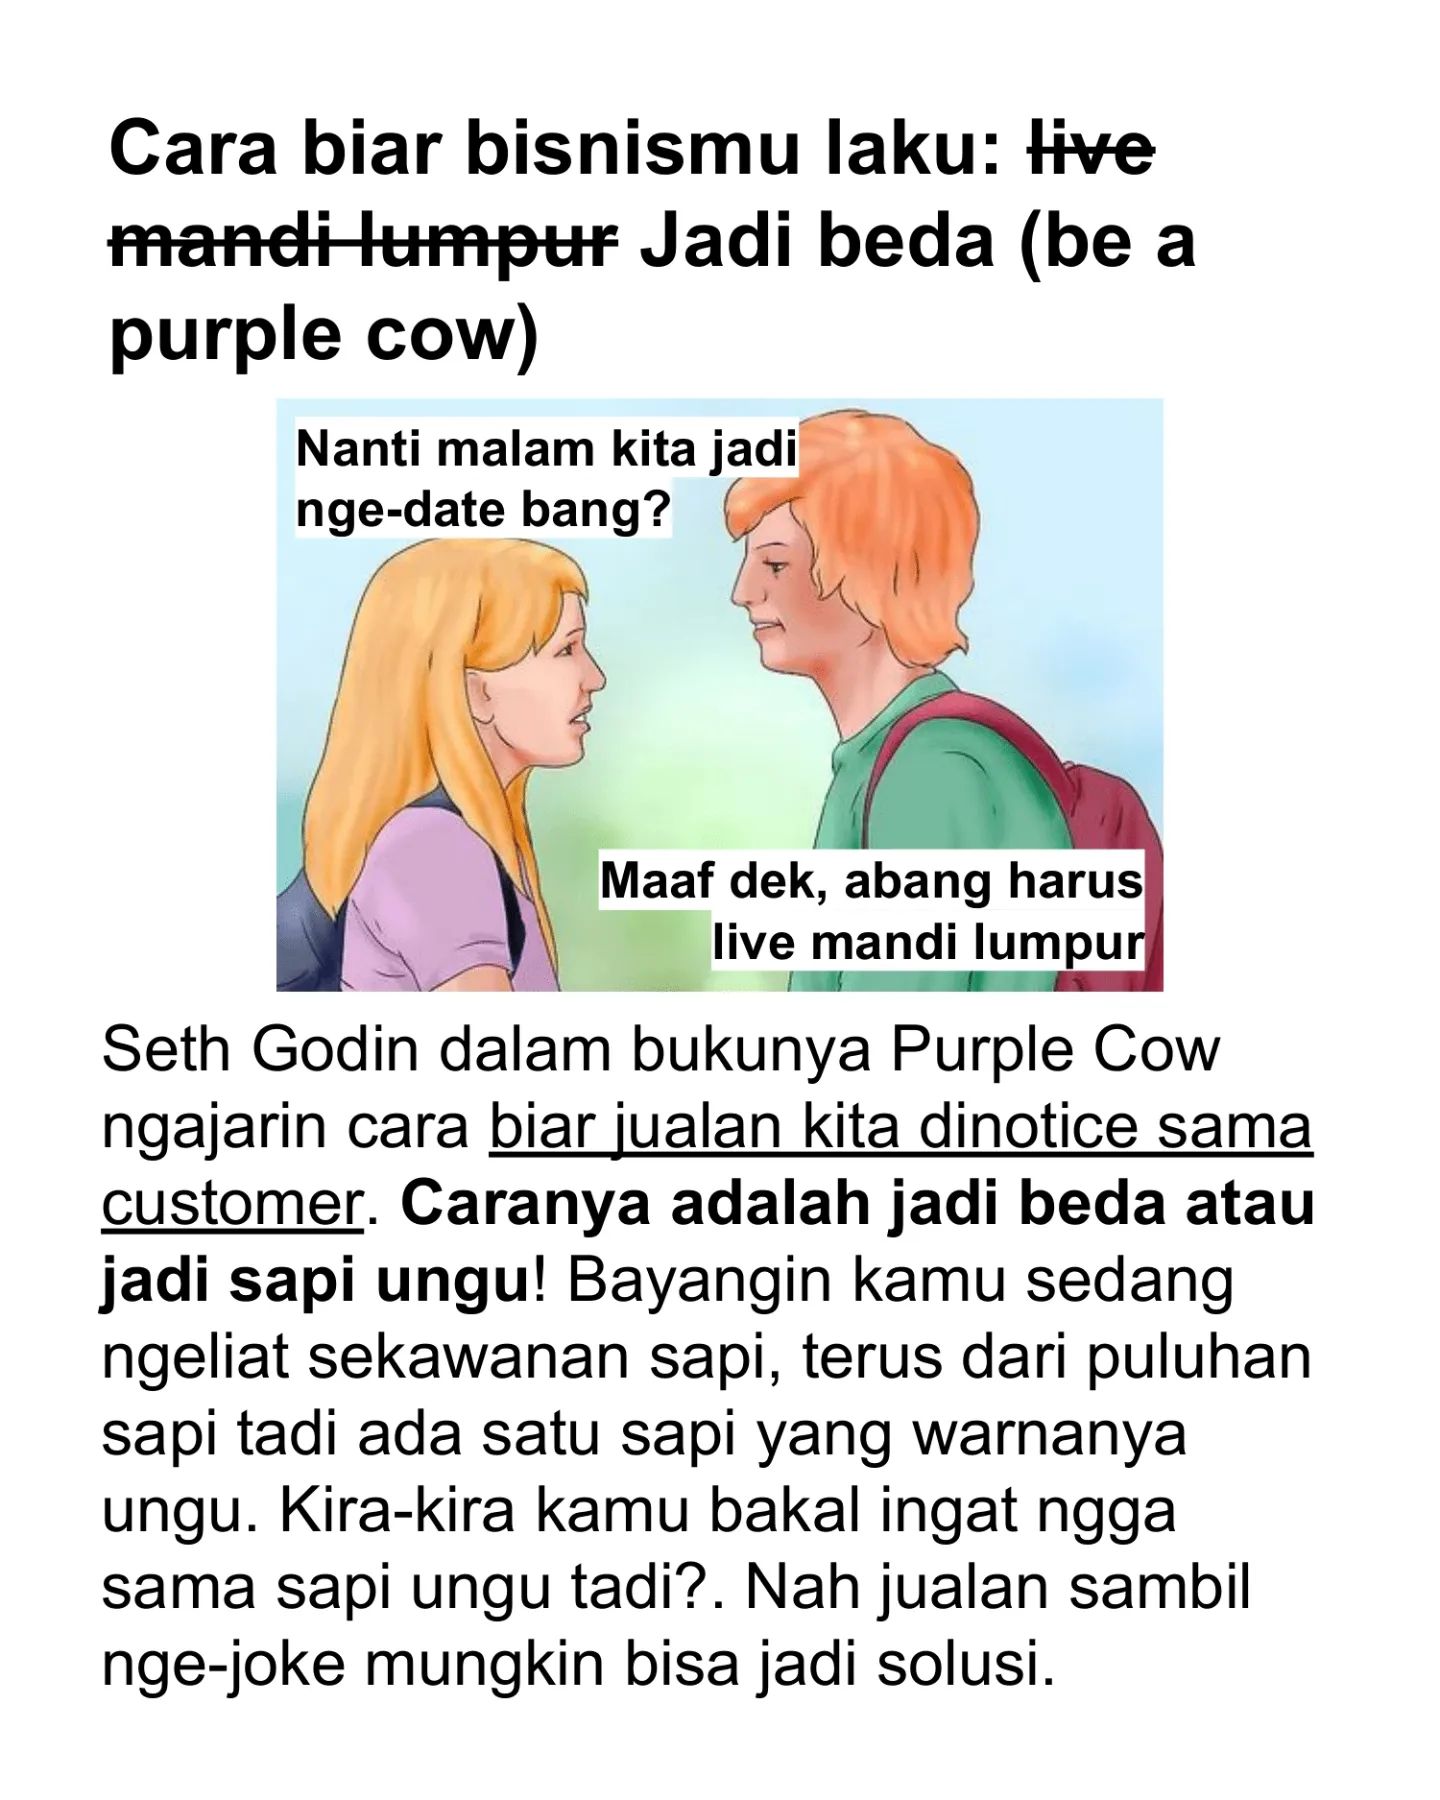 Cara biar bisnismu laku: live
mandi lumpur Jadi beda (be a
purple cow)
Nanti malam kita jadi
nge-date bang?
Maaf dek, abang harus
live mandi lumpur
Seth Godin dalam bukunya Purple Cow
ngajarin cara biar jualan kita dinotice sama
customer. Caranya adalah jadi beda atau
jadi sapi ungu! Bayangin kamu sedang
ngeliat sekawanan sapi, terus dari puluhan
sapi tadi ada satu sapi yang warnanya
ungu. Kira-kira kamu bakal ingat ngga
sama sapi ungu tadi?. Nah jualan sambil
nge-joke mungkin bisa jadi solusi.